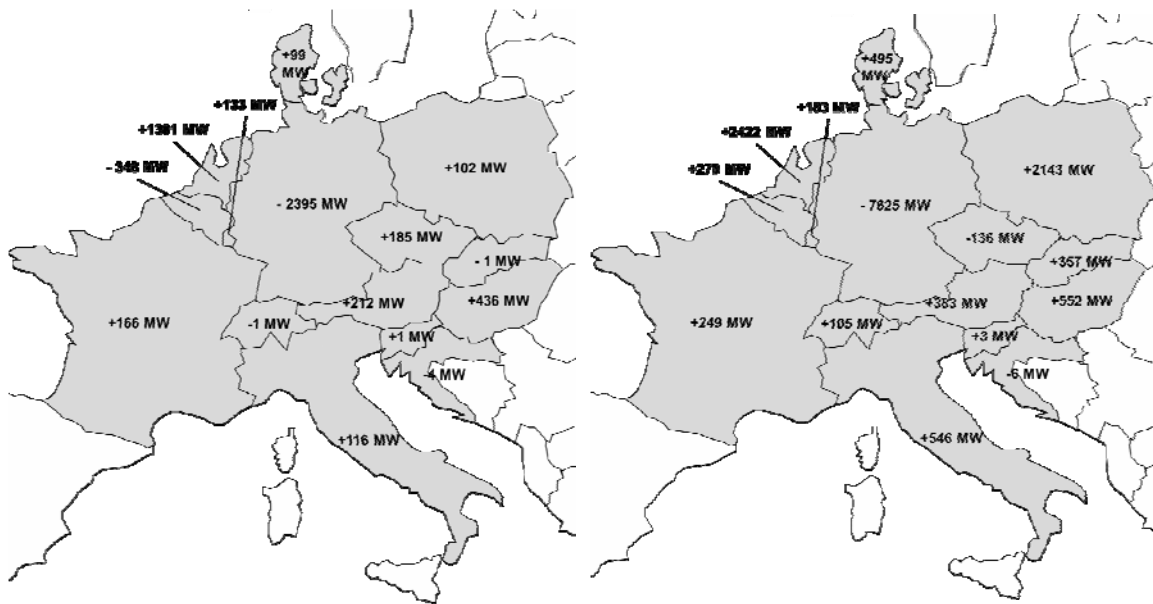 +99
MW
+133 MW
+1381 MW
- 348 MW
+102 MW
- 2395 MW
+185 MW
- 1 MW
+436 MW
+212 MW
-1 MW
+166 MW
+1 MW
-4 MW
+116 MW
+495
MW
+183 MW
+2422 MW
+279 MW
+2143 MW
- 7825 MW
-136 MW
+357 MW
+552 MW
+383 MW
+105 MW
+249 MW
+3 MW
-6 MW
+546 MW